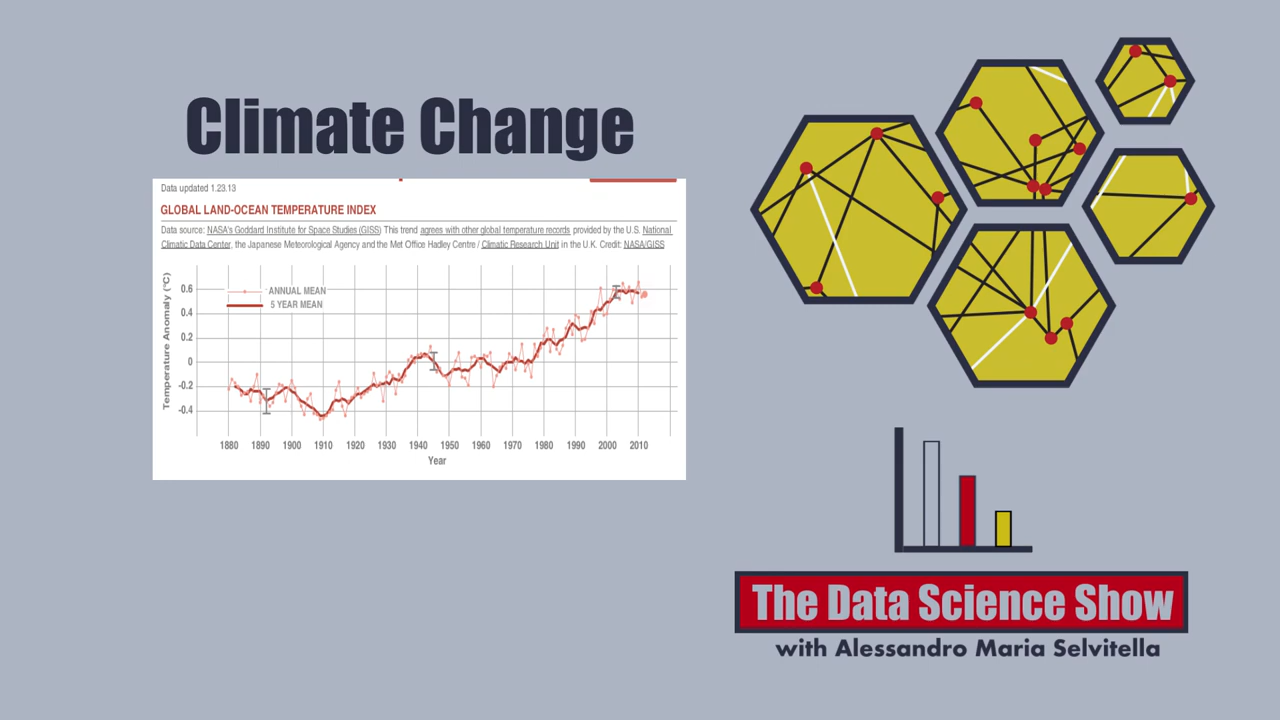 Climate Change
Data updated 1.23.13
GLOBAL LAND-OCEAN TEMPERATURE INDEX
Data source: NASA's Goddard Institute for Space Studies (GISS) This trend agrees with other global temperature records provided by the U.S. National
Climatic Data Center, the Japanese Meteorological Agency and the Met Office Hadley Centre / Climatic Research Unit in the U.K. Credit: NASA/GISS
Temperature Anomaly (°C)
ANNUAL MEAN
5 YEAR MEAN
0.6
0.4
0.2
0
-0.2
-0.4
1880 1890 1900 1910 1920 1930 1940 1950 1960 1970 1980 1990 2000 2010
Year
The Data Science Show
with Alessandro Maria Selvitella